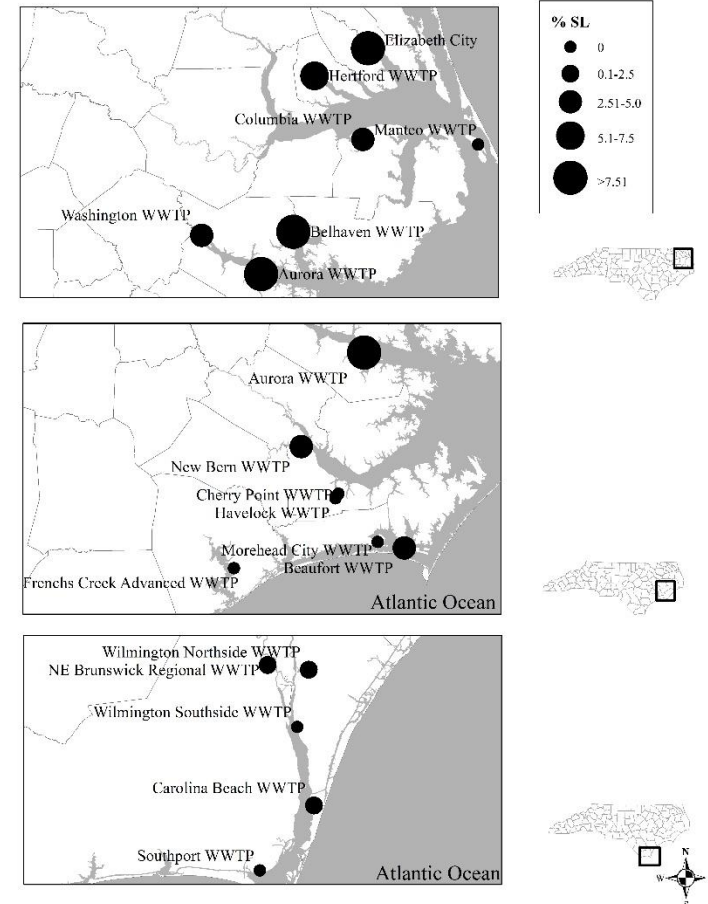 % SL
0
0.1-2.5
2.51-5.0
5.1-7.5
>7.51
Elizabeth City
Hertford WWTP
Columbia WWTP
Manteo WWTP
Washington WWTP
Belhaven WWTP
Aurora WWTP
Aurora WWTP
New Bern WWTP
Cherry Point WWTP
Havelock WWTP
Morehead City WWTP
Beaufort WWTP
Frenchs Creek Advanced WWTP
Atlantic Ocean
Wilmington Northside WWTP
NE Brunswick Regional WWTP
Wilmington Southside WWTP
Carolina Beach WWTP
Southport WWTP
Atlantic Ocean
N
W
E
S